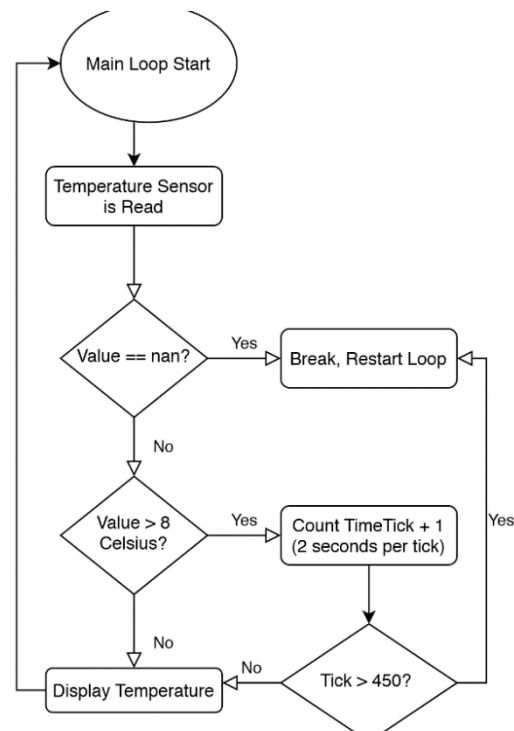 Main Loop Start
Temperature Sensor
is Read
Value == nan?
Yes
Break, Restart Loop
No
Value > 8
Celsius?
Yes
Count TimeTick + 1
(2 seconds per tick)
Yes
No
Display Temperature
No
Tick > 450?